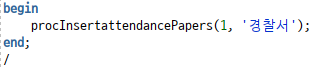 begin
    procInsertattendancePapers(1, '경찰서');
end;
/